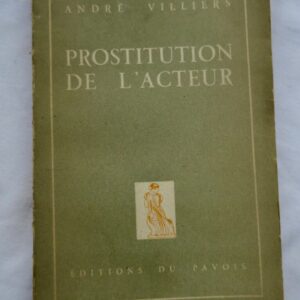 ANDRÉ VILLIERS
PROSTITUTION
DE L'ACTEUR
EDITIONS DU PAVOIS